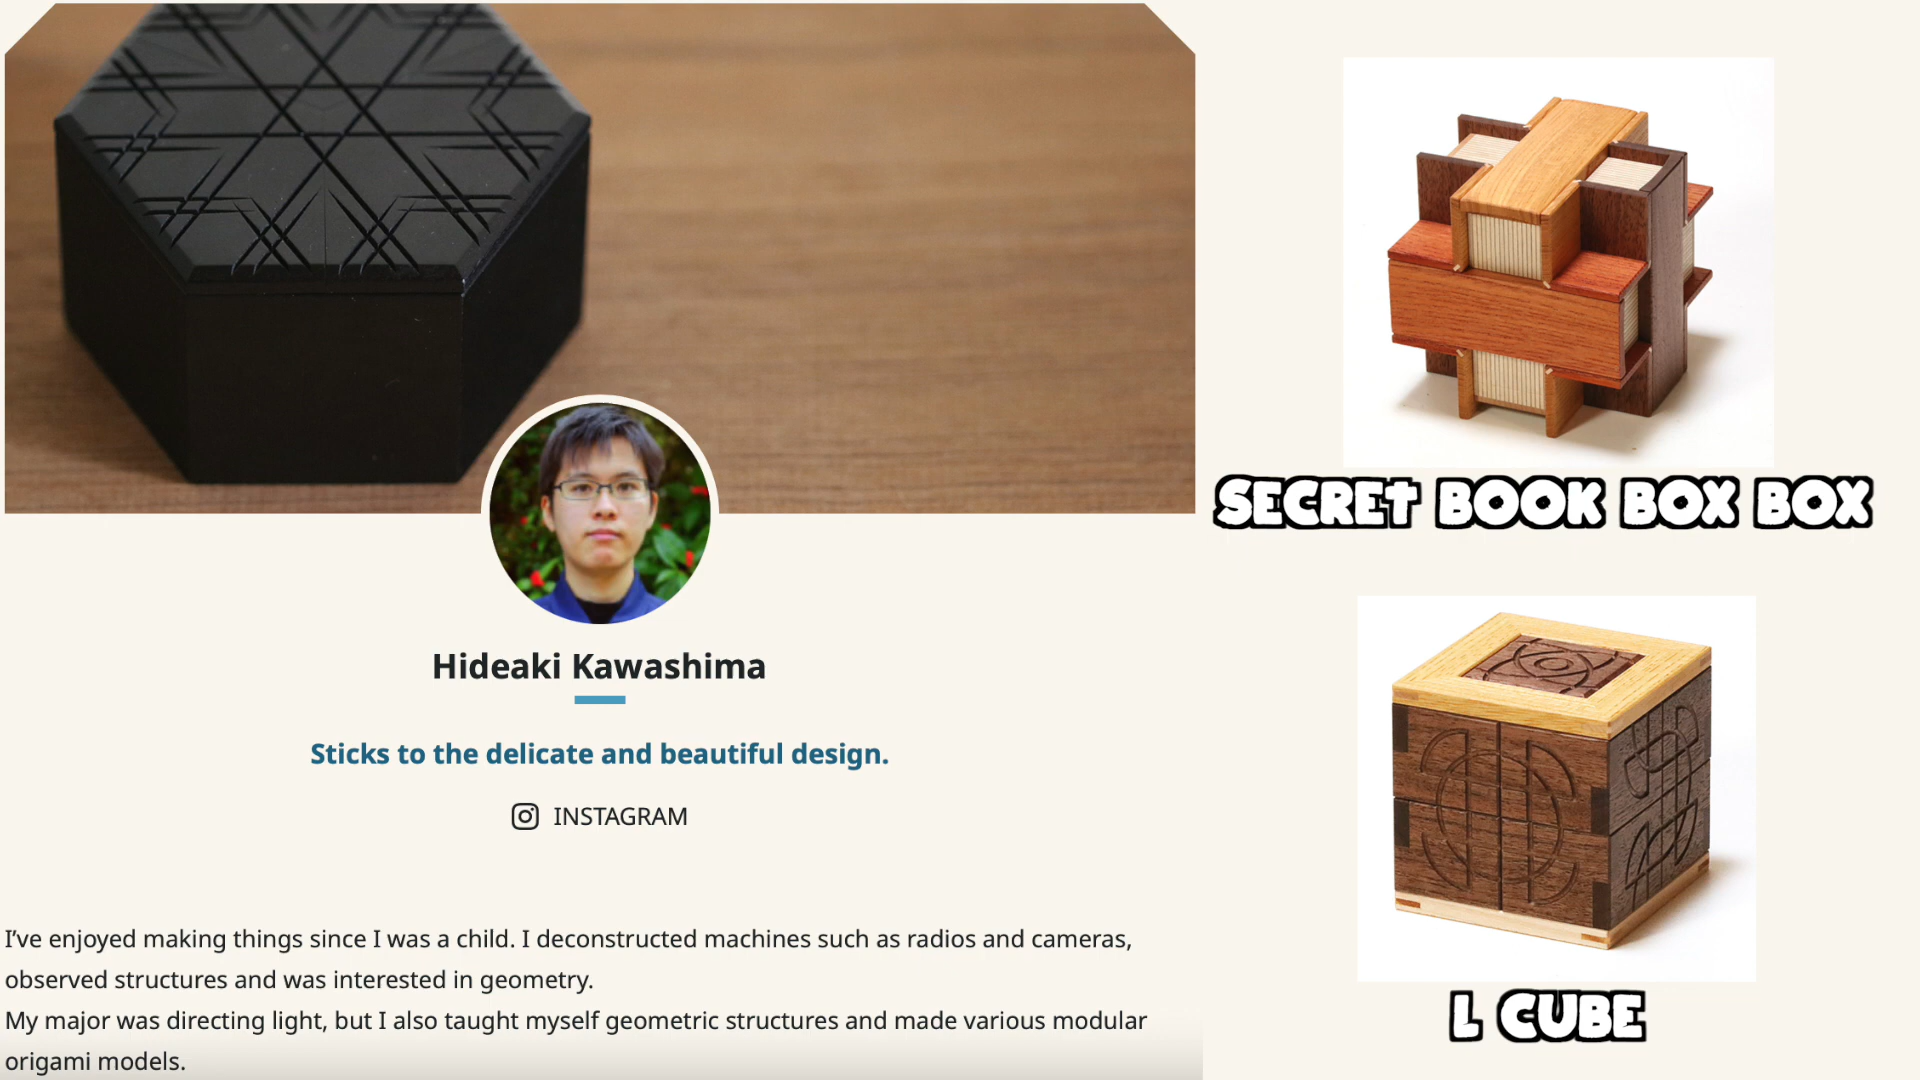 Hideaki Kawashima
Sticks to the delicate and beautiful design.
INSTAGRAM
I’ve enjoyed making things since I was a child. I deconstructed machines such as radios and cameras,
observed structures and was interested in geometry.
My major was directing light, but I also taught myself geometric structures and made various modular
origami models.
SECRET BOOK BOX BOX
L CUBE